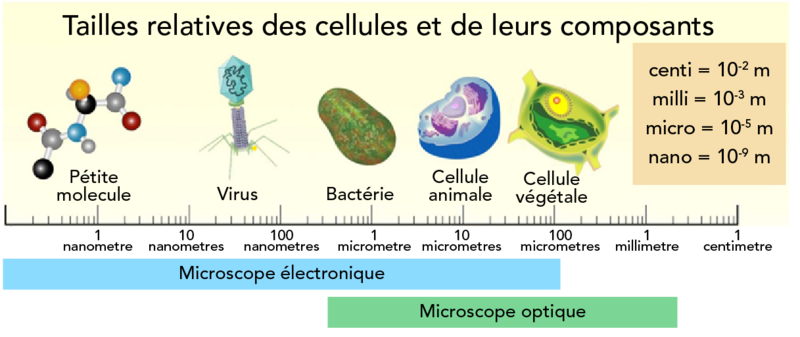 Tailles relatives des cellules et de leurs composants
centi = 10⁻² m
milli = 10⁻³ m
micro = 10⁻⁵ m
nano = 10⁻⁹ m
Pétite molecule
Virus
Bactérie
Cellule animale
Cellule végétale
1 nanometre
10 nanometres
100 nanometres
1 micrometre
10 micrometres
100 micrometres
1 millimetre
1 centimetre
Microscope électronique
Microscope optique